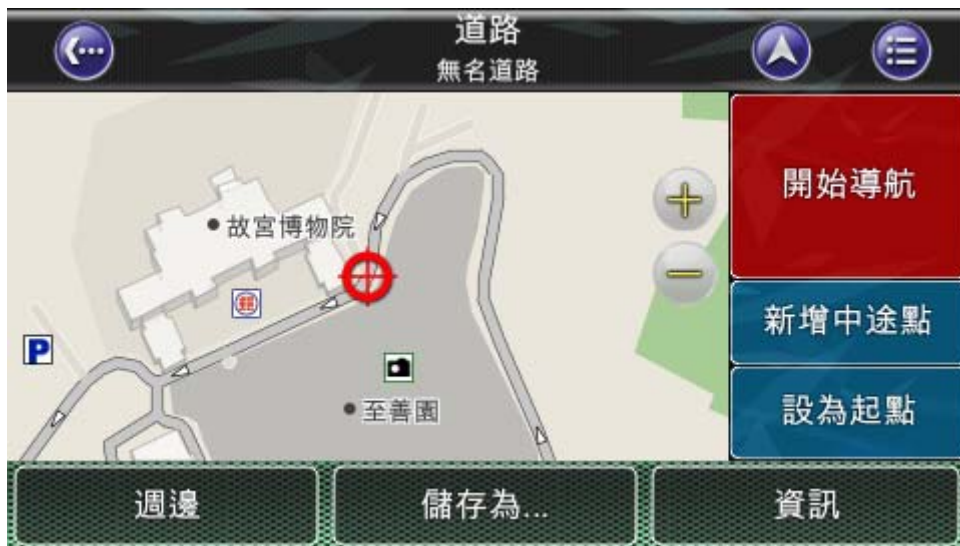 道路
無名道路
開始導航
故宮博物院
郵
新增中途點
P
至善園
設為起點
週邊
儲存為...
資訊